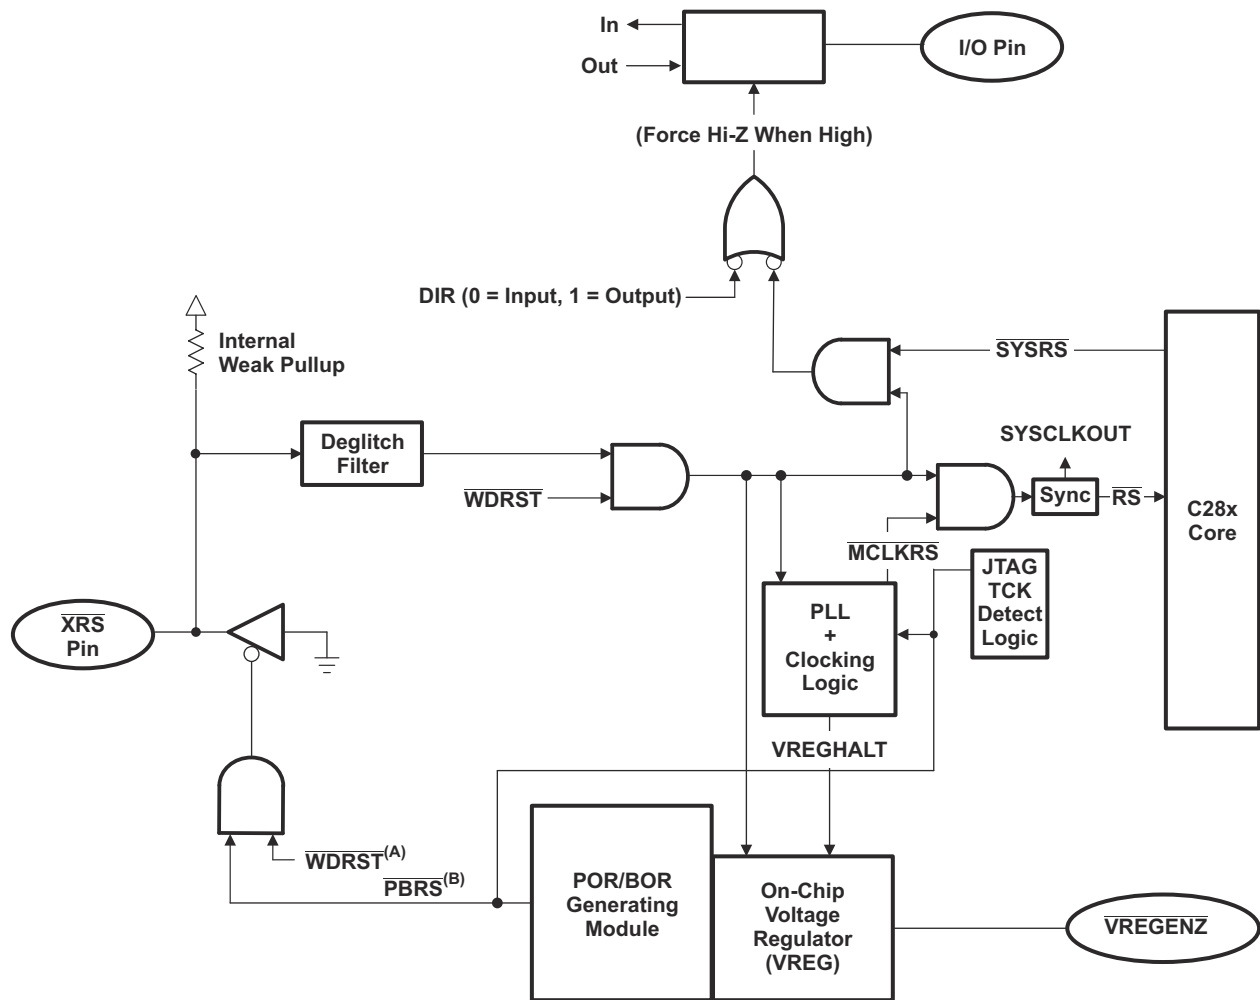 In
I/O Pin
Out
(Force Hi-Z When High)
DIR (0 = Input, 1 = Output)
Internal
Weak Pullup
SYSRS
Deglitch
Filter
SYSCLKOUT
WDRST
Sync
RS
C28x
Core
MCLKRS
JTAG
TCK
Detect
Logic
XRS
Pin
PLL
+
Clocking
Logic
VREGHALT
WDRST(A)
PBRS(B)
POR/BOR
Generating
Module
On-Chip
Voltage
Regulator
(VREG)
VREGENZ